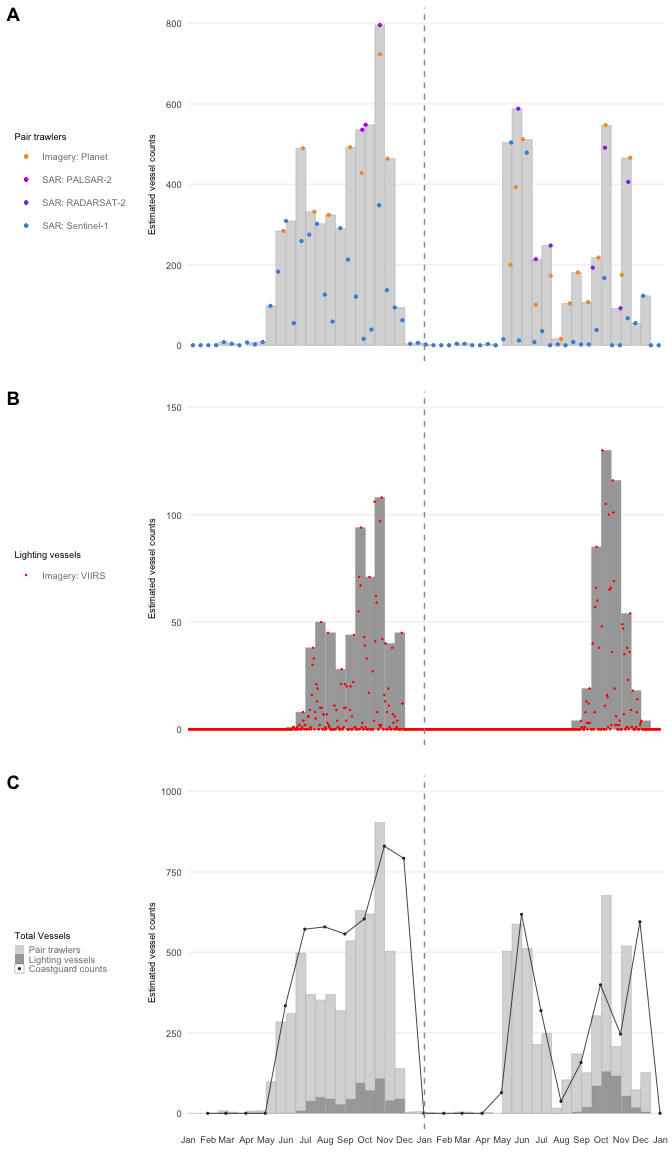 A
800
600
400
200
0
Estimated vessel counts
Pair trawlers
Imagery: Planet
SAR: PALSAR-2
SAR: RADARSAT-2
SAR: Sentinel-1
B
150
100
50
0
Estimated vessel counts
Lighting vessels
Imagery: VIIRS
C
1000
750
500
250
0
Estimated vessel counts
Total Vessels
Pair trawlers
Lighting vessels
Coastguard counts
Jan Feb Mar Apr May Jun Jul Aug Sep Oct Nov Dec Jan Feb Mar Apr May Jun Jul Aug Sep Oct Nov Dec Jan